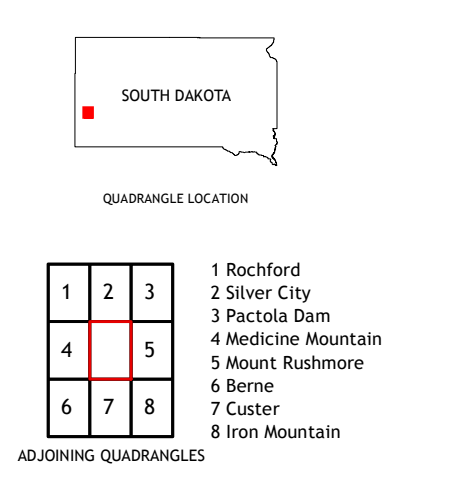 SOUTH DAKOTA
QUADRANGLE LOCATION
1 2 3
4 5
6 7 8
ADJOINING QUADRANGLES
1 Rochford
2 Silver City
3 Pactola Dam
4 Medicine Mountain
5 Mount Rushmore
6 Berne
7 Custer
8 Iron Mountain